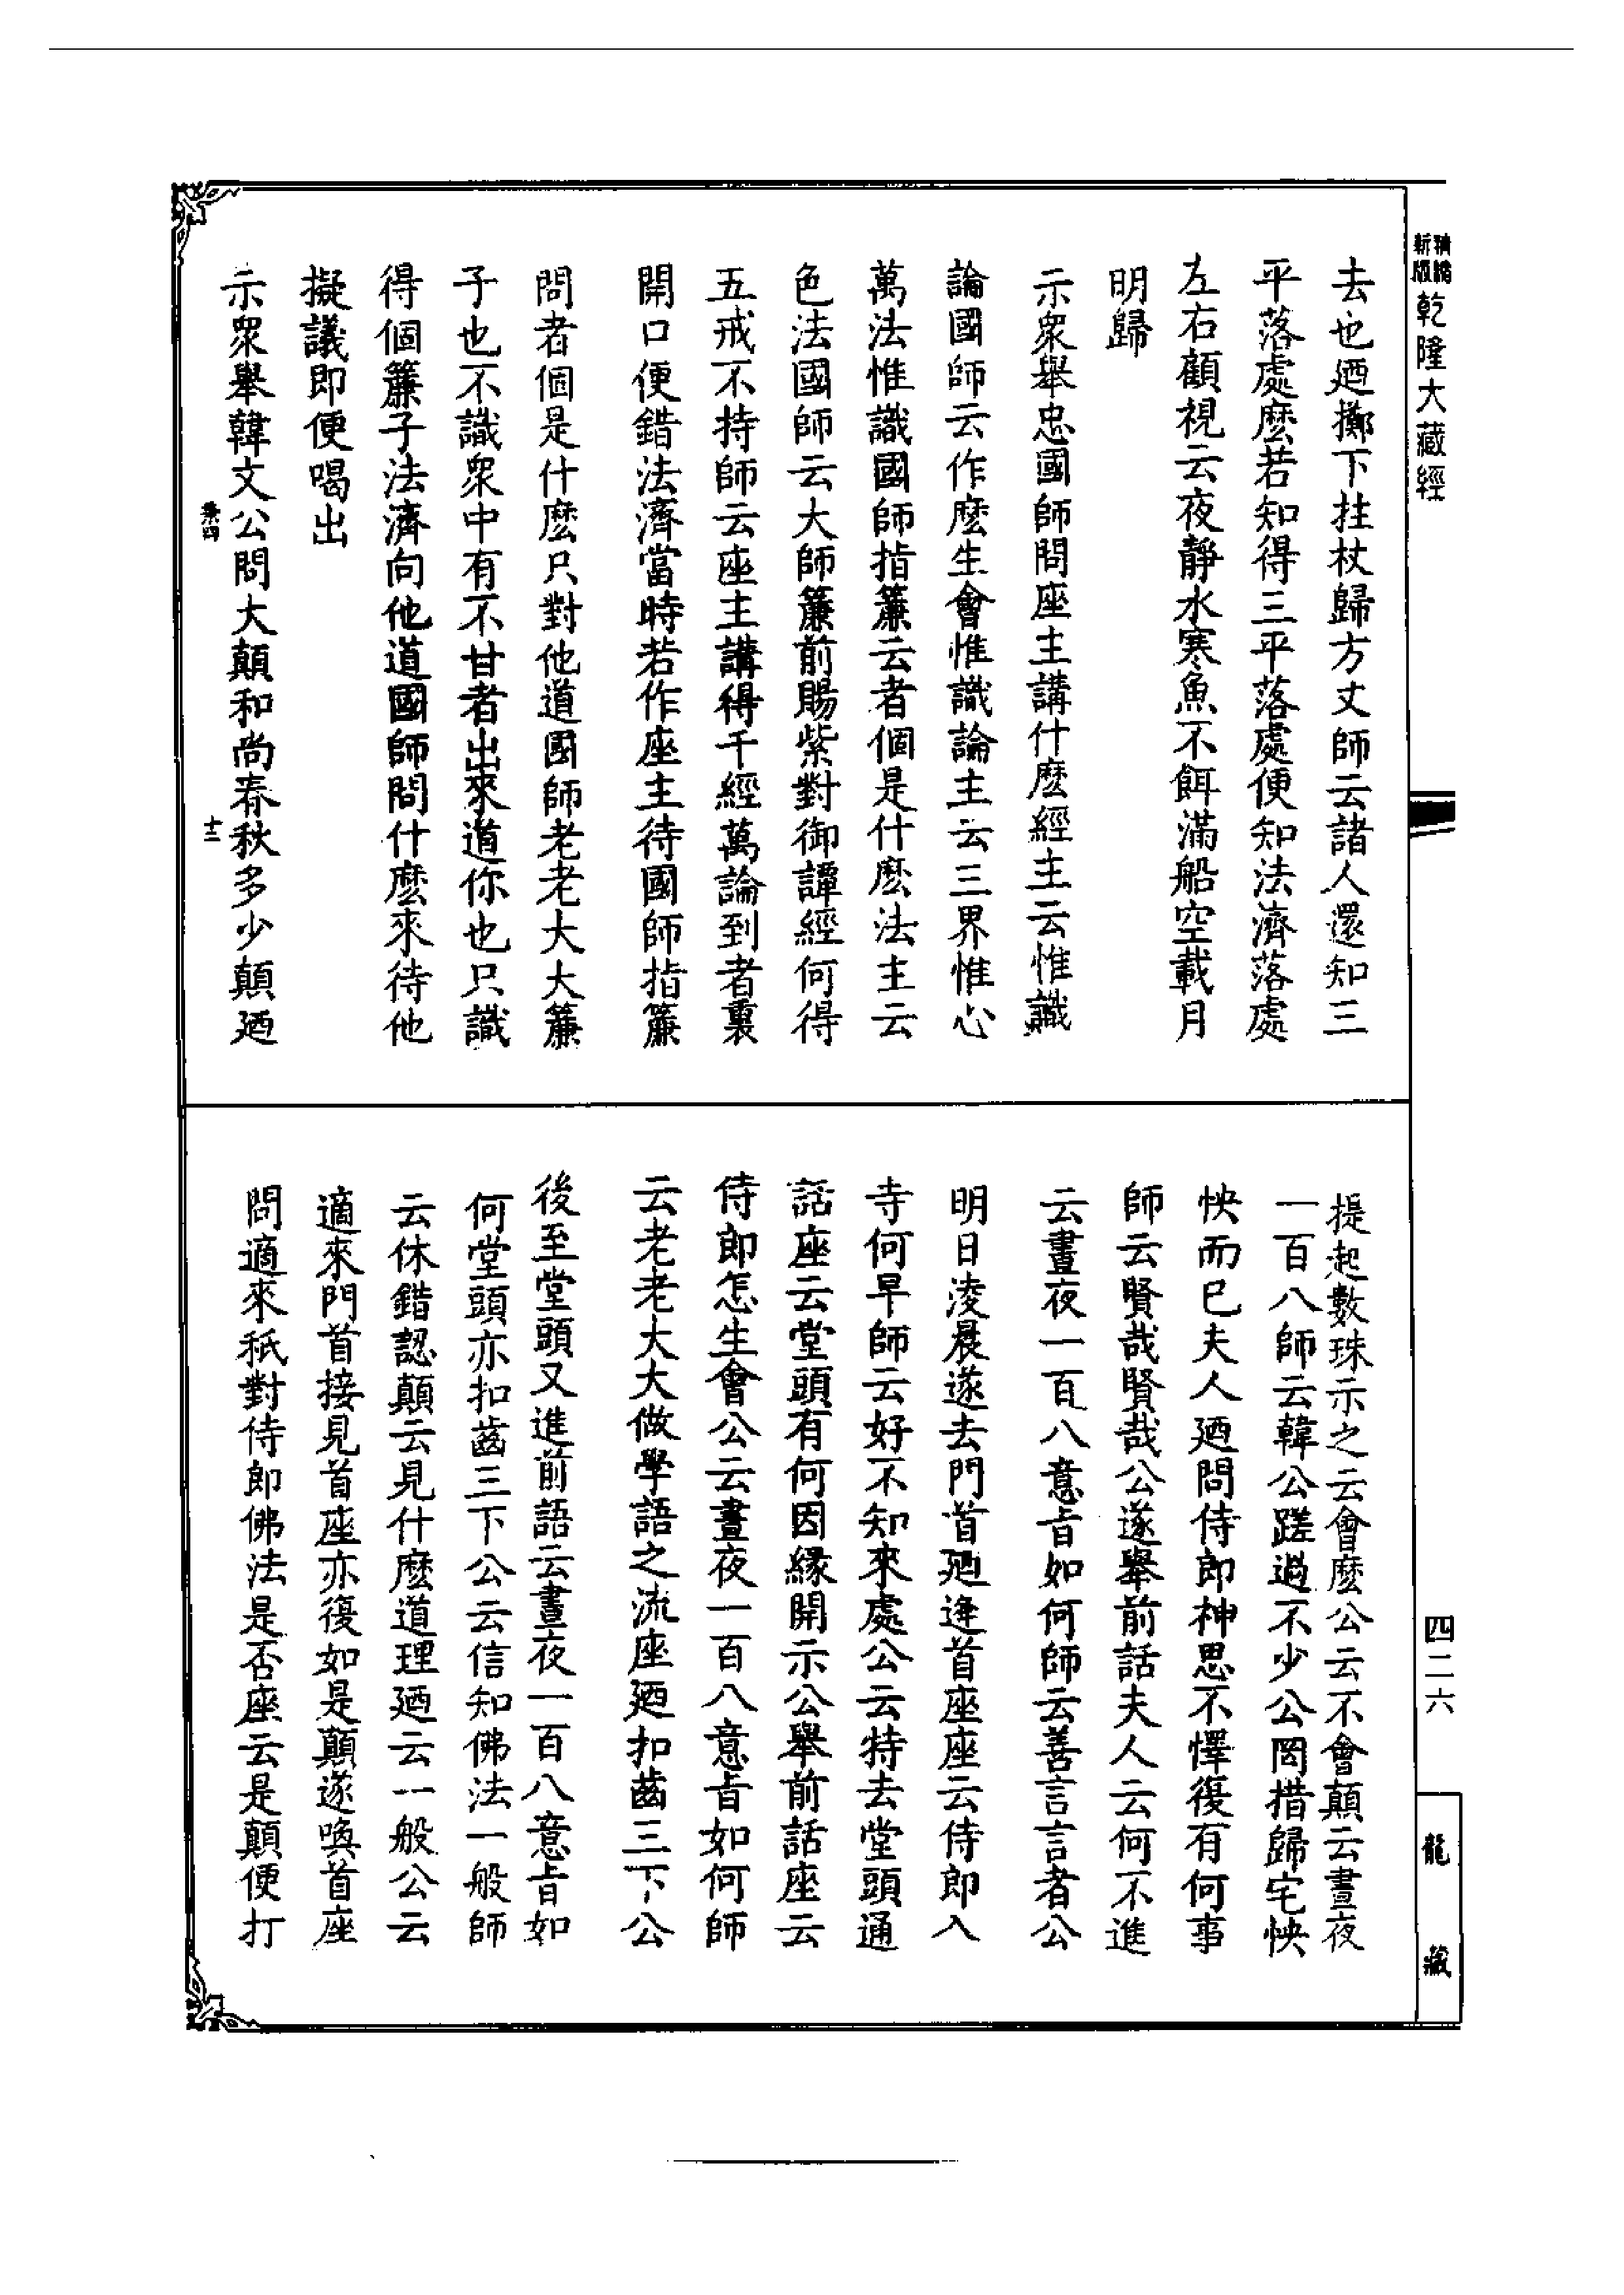 精編新版
乾隆大藏經
去也廼擲下拄杖歸方丈師云諸人還知三
平落處麼若知得三平落處便知法濟落處
左右顧視云夜靜水寒魚不餌滿船空載月
明歸
示眾舉忠國師問座主講什麼經主云惟識
論國師云作麼生會惟識論主云三界惟心
萬法惟識國師指簾云者個是什麼法主云
色法國師云大師簾前賜紫對御譚經何得
五戒不持師云座主講得千經萬論到者裏
開口便錯法濟當時若作座主待國師指簾
問者個是什麼只對他道國師老老大大簾
子也不識眾中有不甘者出來道你也只識
得個簾子法濟向他道國師問什麼來待他
擬議即便喝出
示眾舉韓文公問大顛和尚春秋多少顛廼
十三
提起數珠示之云會麼公云不會顛云晝夜
一百八師云韓公蹉過不少公罔措歸宅怏
怏而已夫人廼問侍郎神思不懌復有何事
師云賢哉賢哉公遂舉前話夫人云何不進
云晝夜一百八意旨如何師云善言言者公
明日淩晨遂去門首廼逢首座座云侍郎入
寺何早師云好不知來處公云特去堂頭通
話座云堂頭有何因緣開示公舉前話座云
侍郎怎生會公云晝夜一百八意旨如何師
云老老大大做學語之流座廼扣齒三下公
後至堂頭又進前語云晝夜一百八意旨如
何堂頭亦扣齒三下公云信知佛法一般師
云休錯認顛云見什麼道理廼云一般公云
適來門首接見首座亦復如是顛遂喚首座
問適來祇對侍郎佛法是否座云是顛便打
四二六
龍藏